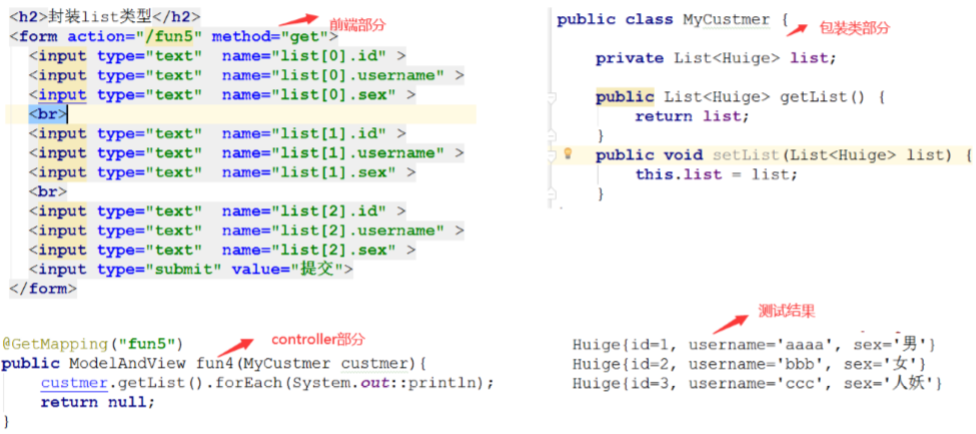 <h2>封装list类型</h2>
前端部分
<form action="/fun5" method="get">
<input type="text" name="list[0].id" >
<input type="text" name="list[0].username" >
<input type="text" name="list[0].sex" >
<br>
<input type="text" name="list[1].id" >
<input type="text" name="list[1].username" >
<input type="text" name="list[1].sex" >
<br>
<input type="text" name="list[2].id" >
<input type="text" name="list[2].username" >
<input type="text" name="list[2].sex" >
<input type="submit" value="提交">
</form>
public class MyCustmer {
包装类部分
private List<Huige> list;
public List<Huige> getList() {
return list;
}
public void setList(List<Huige> list) {
this.list = list;
}
controller部分
@GetMapping("fun5")
public ModelAndView fun4(MyCustmer custmer){
custmer.getList().forEach(System.out::println);
return null;
}
测试结果
Huige{id=1, username='aaaa', sex='男'}
Huige{id=2, username='bbb', sex='女'}
Huige{id=3, username='ccc', sex='人妖'}